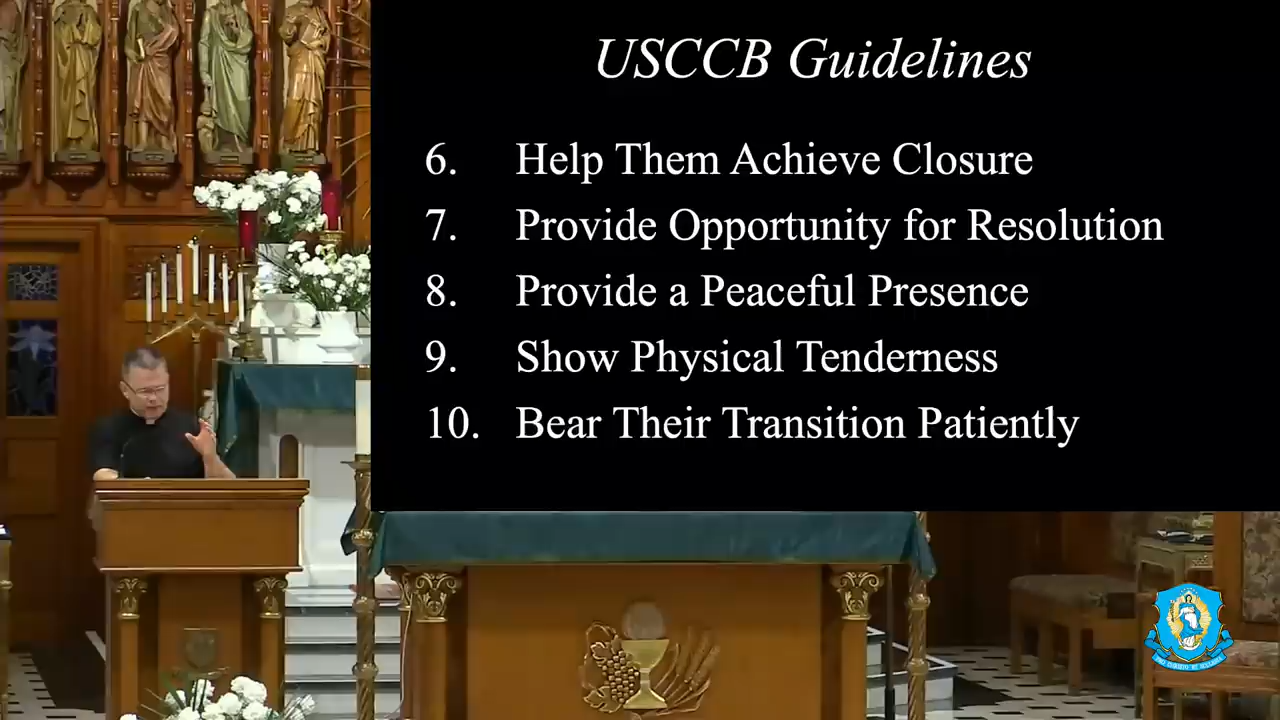 USCCB Guidelines
6. Help Them Achieve Closure
7. Provide Opportunity for Resolution
8. Provide a Peaceful Presence
9. Show Physical Tenderness
10. Bear Their Transition Patiently